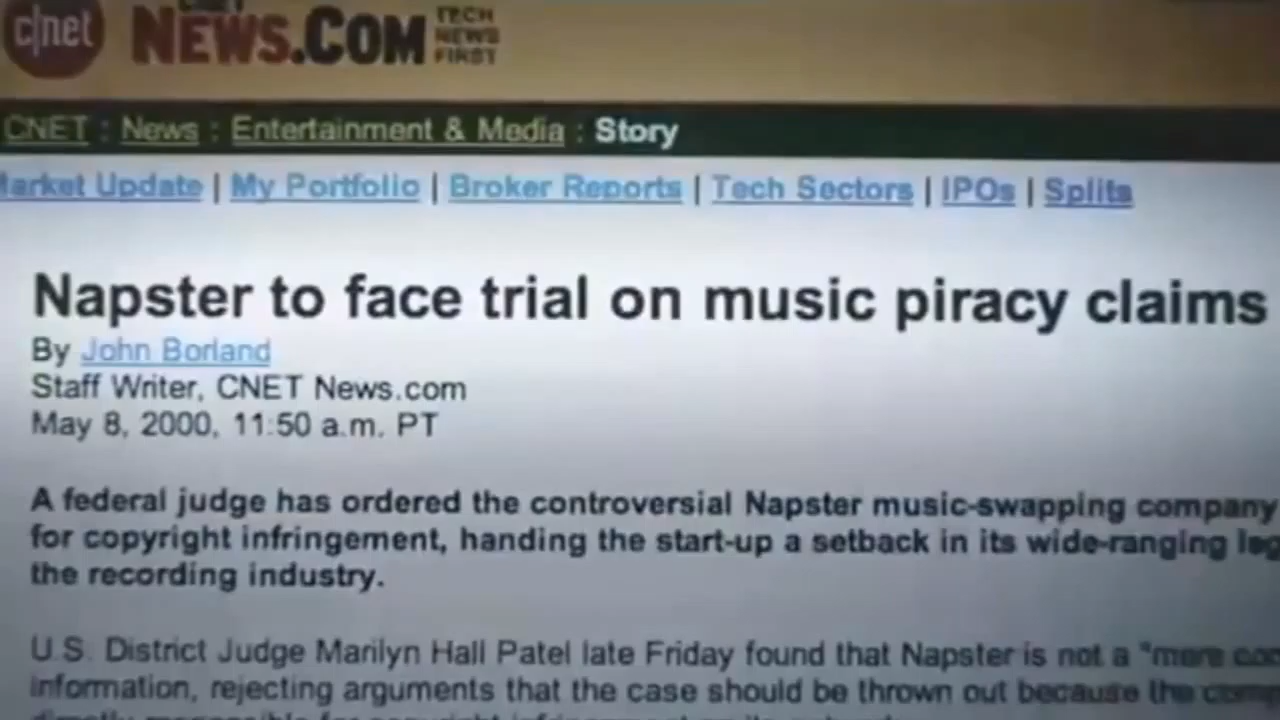 c|net NEWS.COM TECH NEWS FIRST
CNET : News : Entertainment & Media : Story
Market Update | My Portfolio | Broker Reports | Tech Sectors | IPOs | Splits
Napster to face trial on music piracy claims
By John Borland
Staff Writer, CNET News.com
May 8, 2000, 11:50 a.m. PT
A federal judge has ordered the controversial Napster music-swapping company
for copyright infringement, handing the start-up a setback in its wide-ranging leg
the recording industry.
U.S. District Judge Marilyn Hall Patel late Friday found that Napster is not a "mere
information, rejecting arguments that the case should be thrown out because the